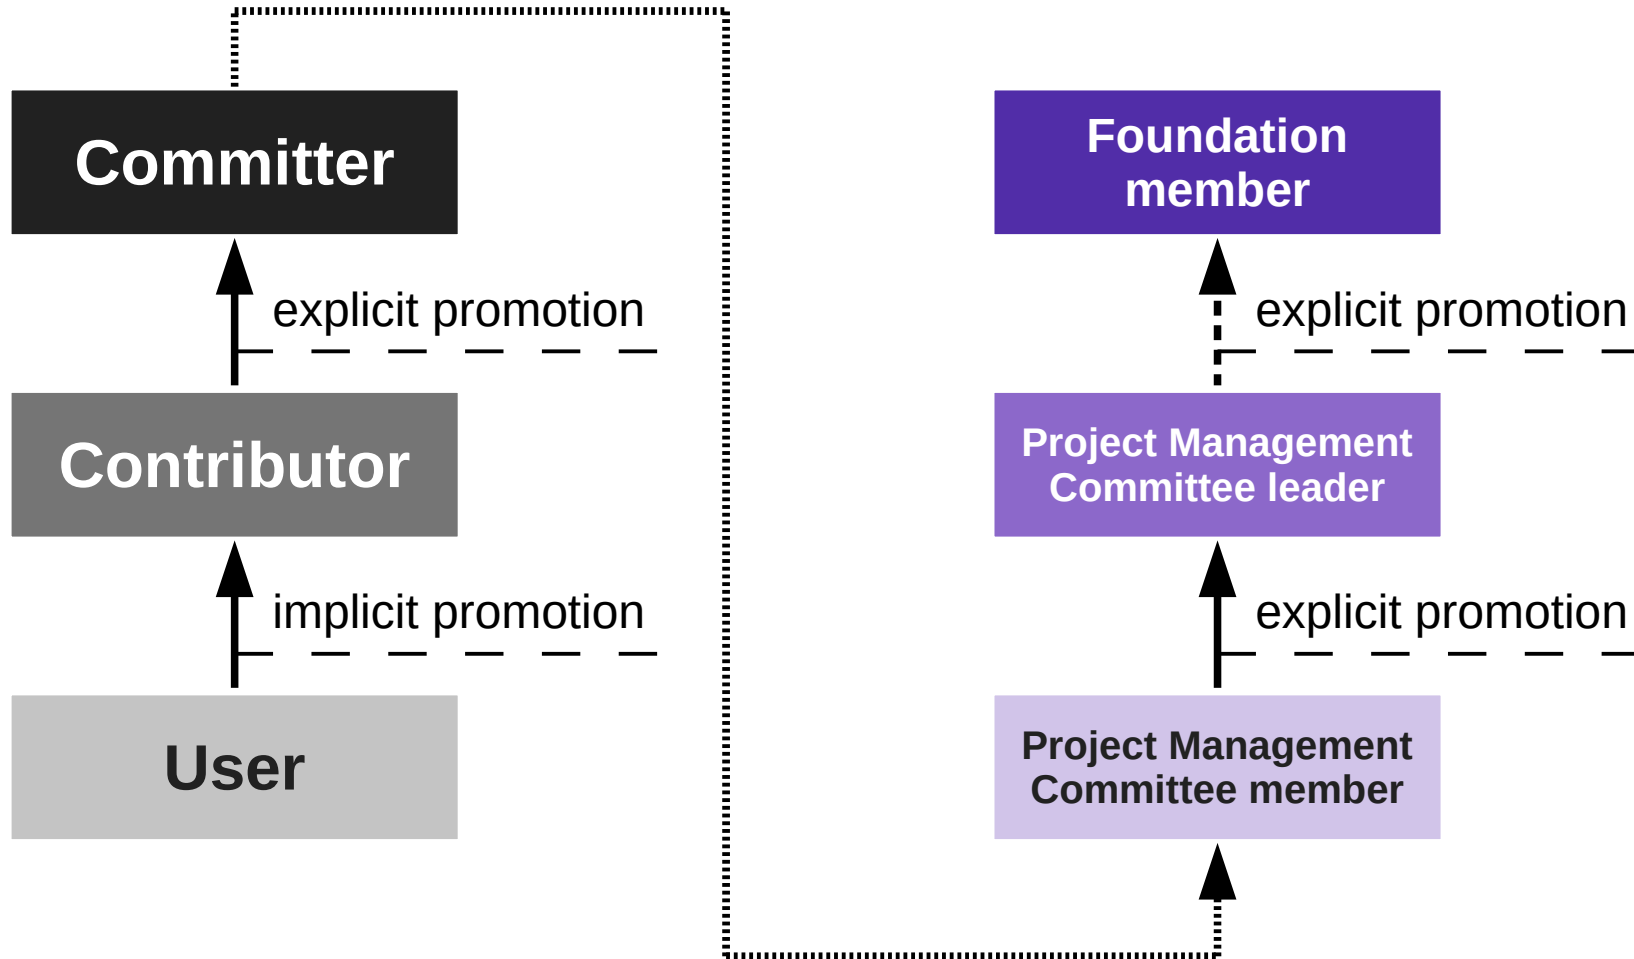 Committer
explicit promotion
Contributor
implicit promotion
User
Foundation
member
explicit promotion
Project Management
Committee leader
explicit promotion
Project Management
Committee member